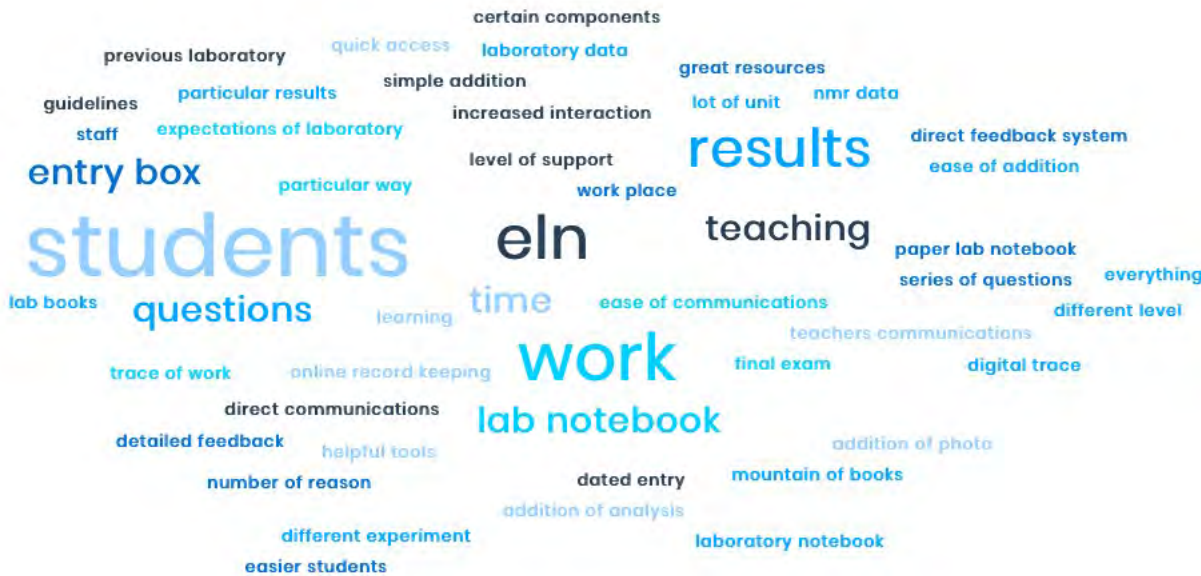 certain components
previous laboratory
quick access
laboratory data
simple addition
great resources
guidelines
particular results
increased interaction
lot of unit
nmr data
staff
expectations of laboratory
results
direct feedback system
entry box
level of support
ease of addition
particular way
work place
students
eln
teaching
paper lab notebook
series of questions
everything
lab books
questions
learning
time
ease of communications
different level
teachers communications
trace of work
online record keeping
work
final exam
digital trace
direct communications
lab notebook
detailed feedback
helpful tools
addition of photo
number of reason
dated entry
mountain of books
addition of analysis
different experiment
laboratory notebook
easier students